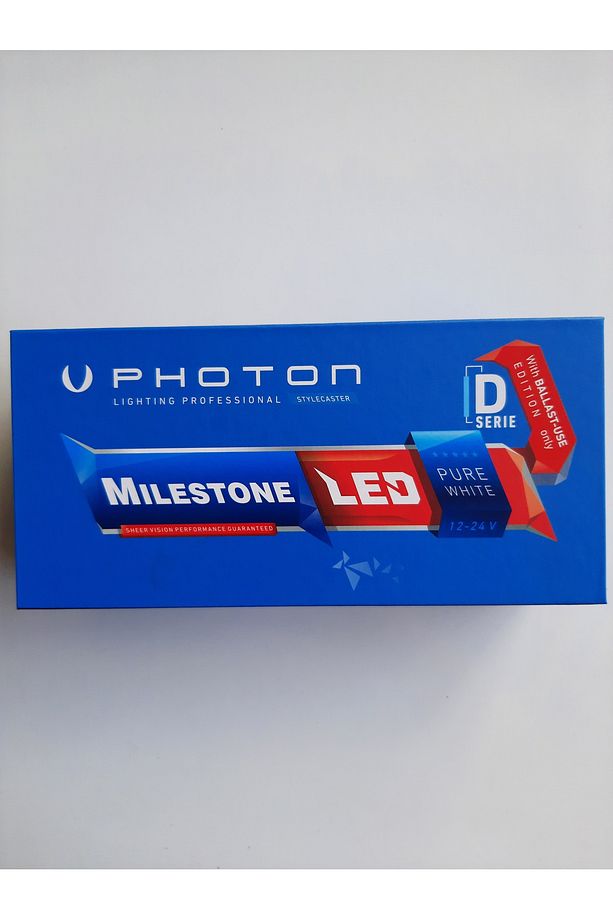 PHOTON
LIGHTING PROFESSIONAL STYLECASTER
D
SERIE
With BALLAST-USE only
EDITION
MILESTONE
LED
PURE
WHITE
12-24 V
SHEER VISION PERFORMANCE GUARANTEED